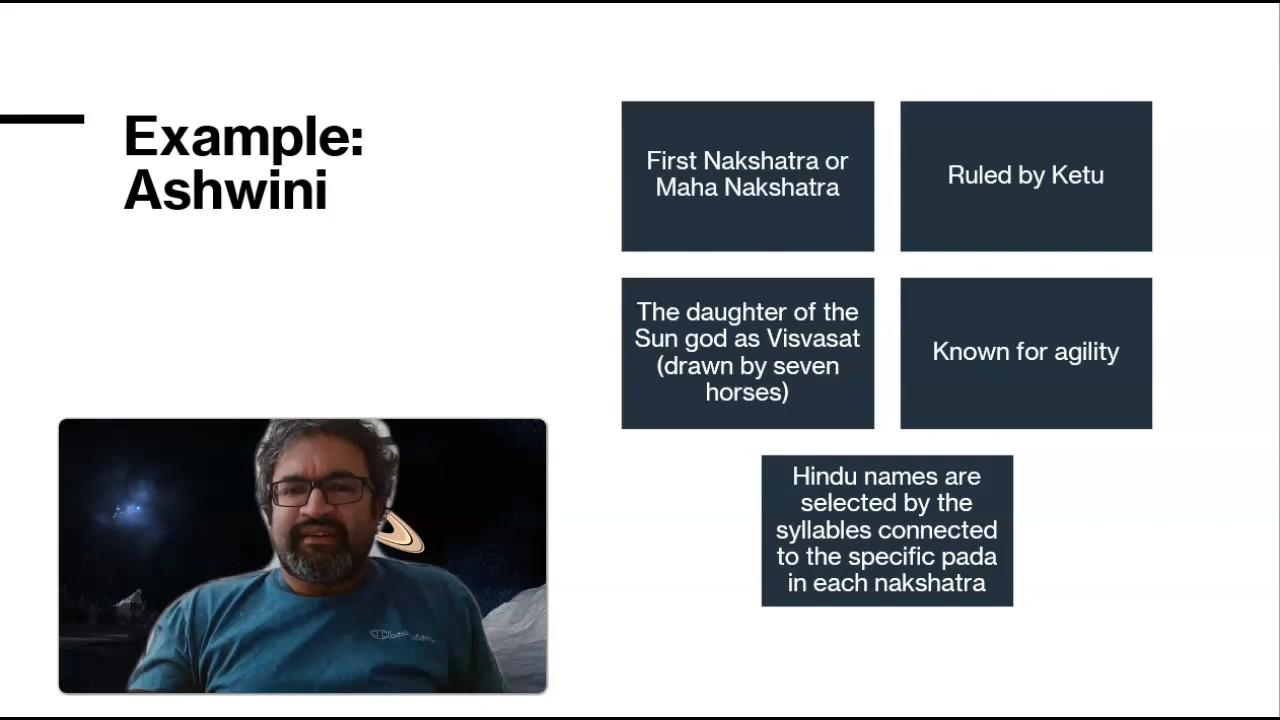 Example:
Ashwini
First Nakshatra or
Maha Nakshatra
Ruled by Ketu
The daughter of the
Sun god as Visvasat
(drawn by seven
horses)
Known for agility
Hindu names are
selected by the
syllables connected
to the specific pada
in each nakshatra